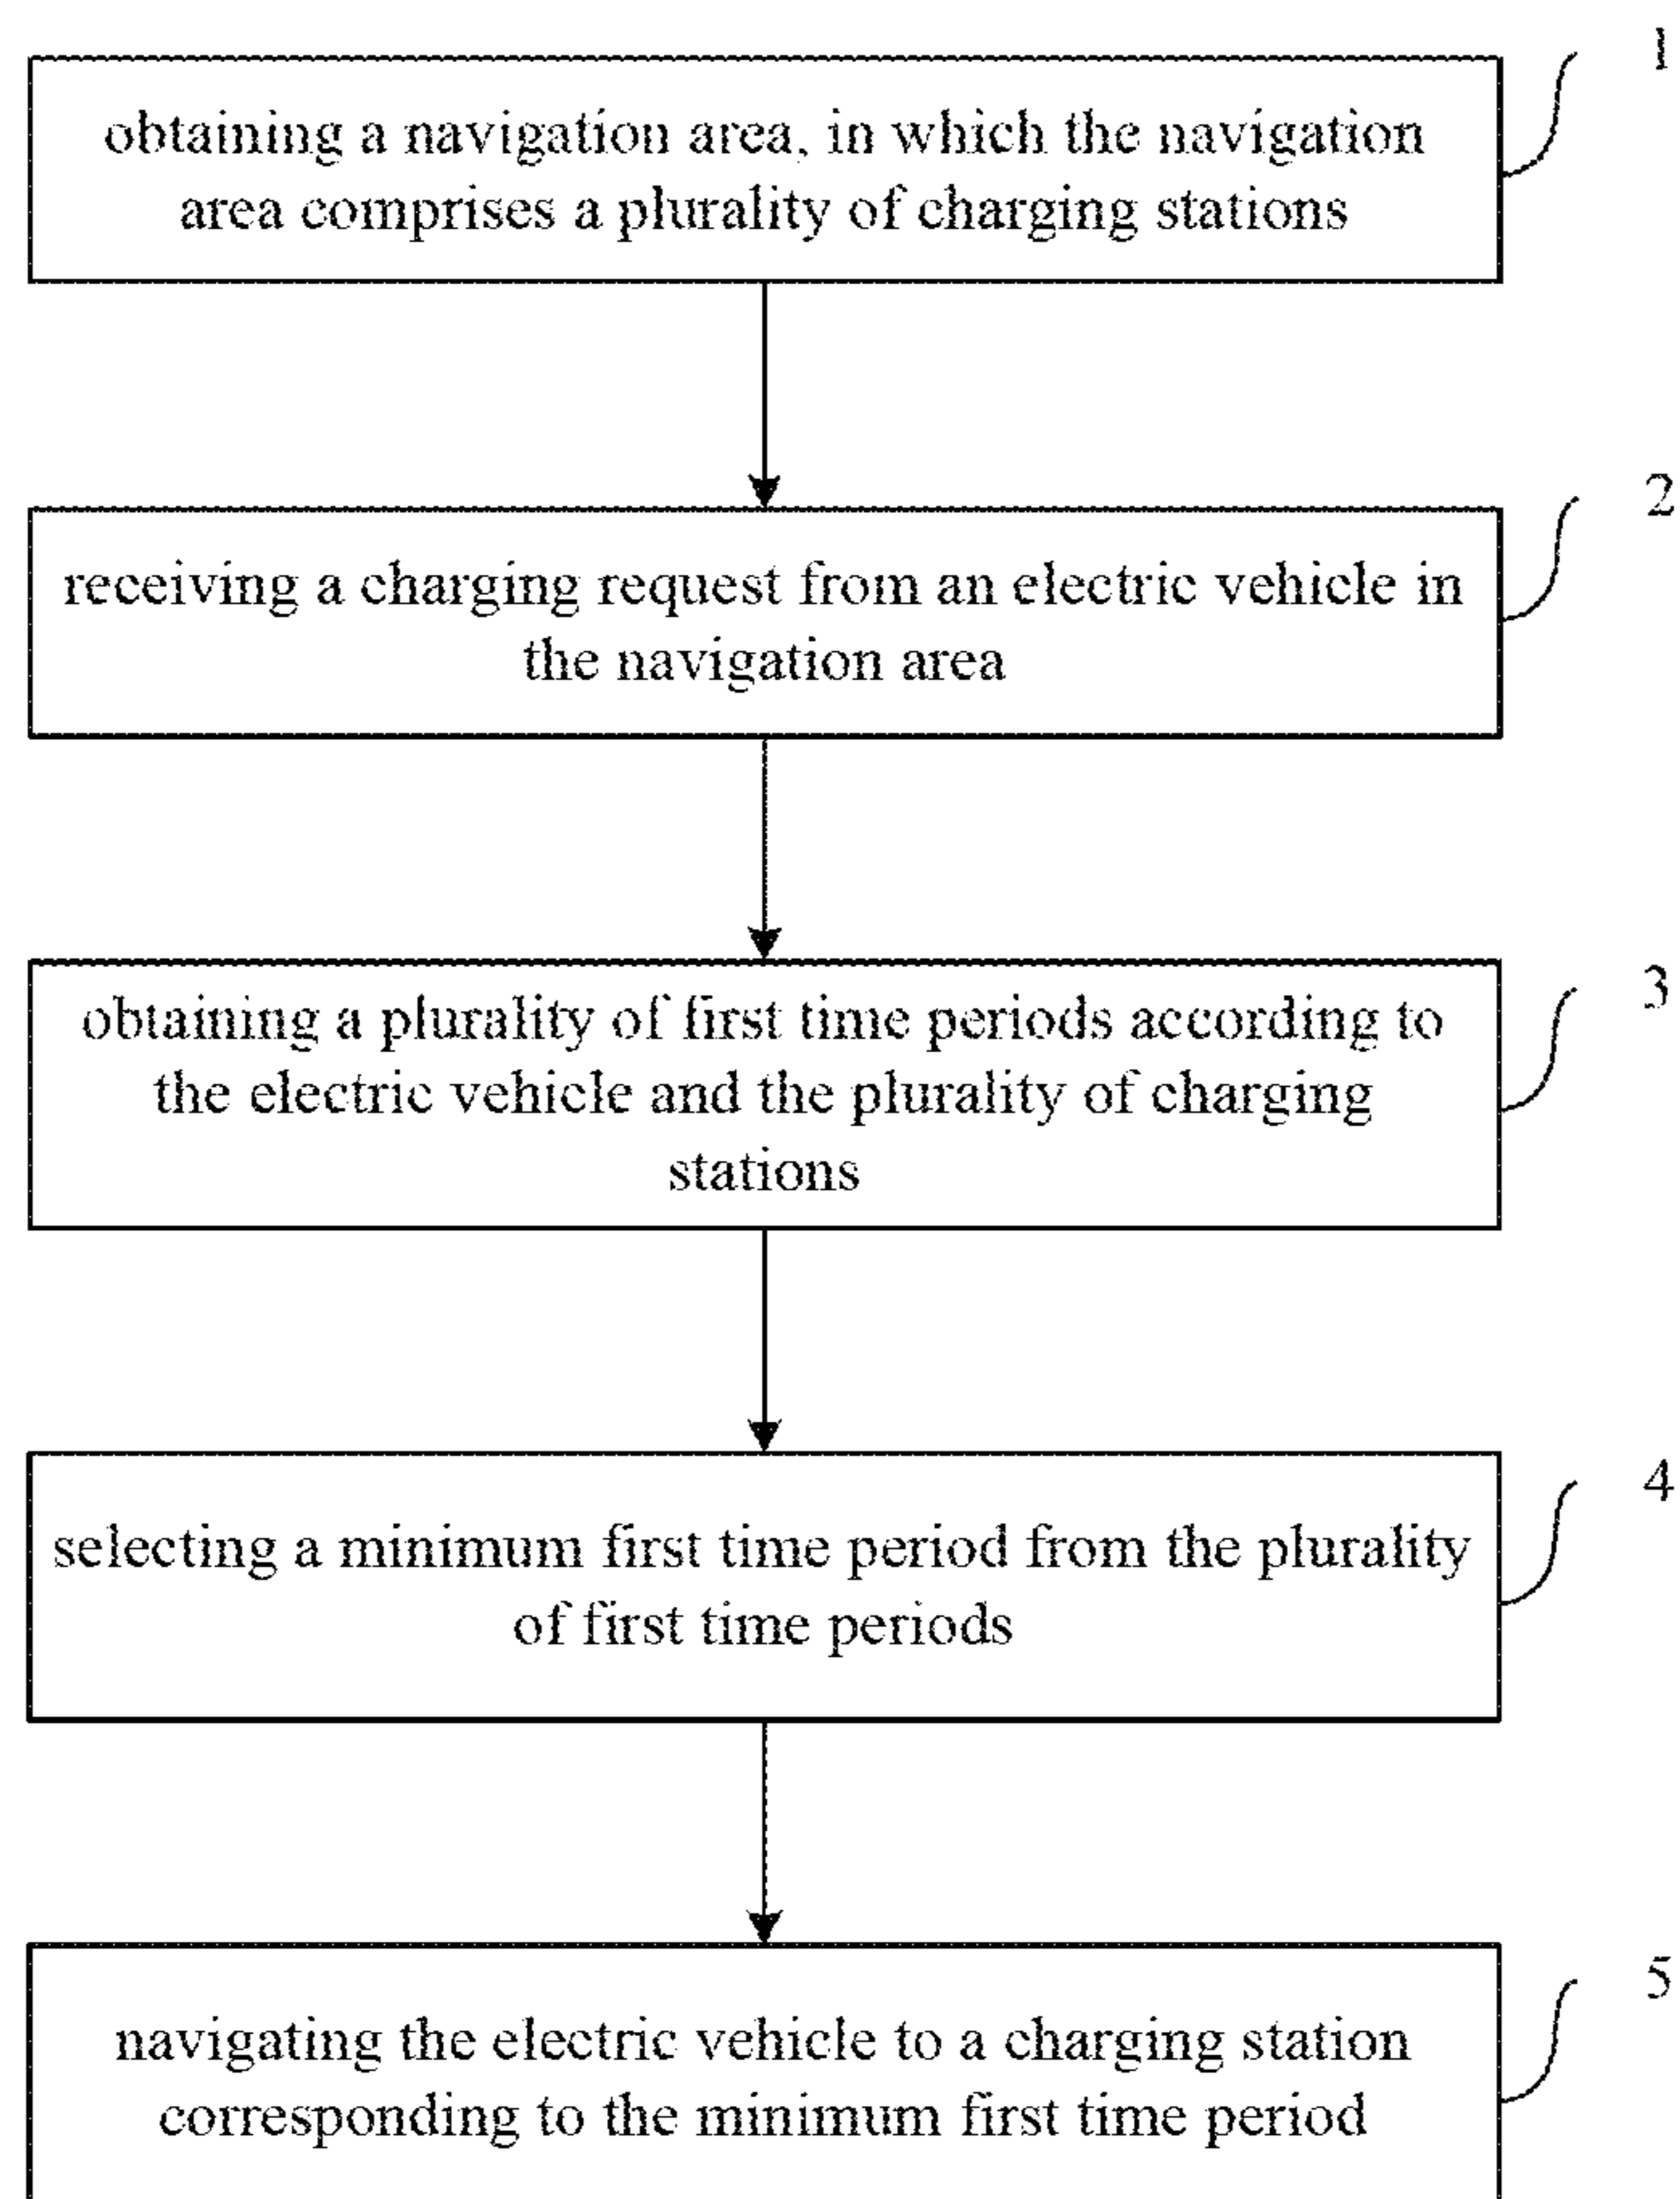 1
obtaining a navigation area, in which the navigation
area comprises a plurality of charging stations
2
receiving a charging request from an electric vehicle in
the navigation area
3
obtaining a plurality of first time periods according to
the electric vehicle and the plurality of charging
stations
4
selecting a minimum first time period from the plurality
of first time periods
5
navigating the electric vehicle to a charging station
corresponding to the minimum first time period